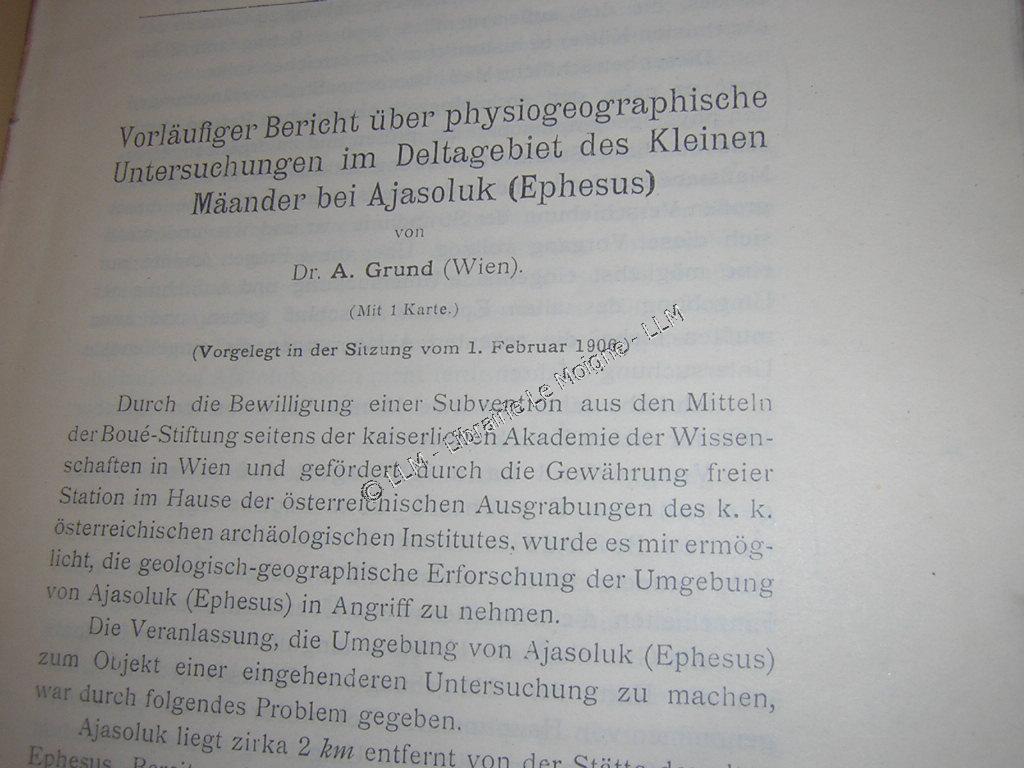 Vorläufiger Bericht über physiogeographische
Untersuchungen im Deltagebiet des Kleinen
Mäander bei Ajasoluk (Ephesus)
von
Dr. A. Grund (Wien).
(Mit 1 Karte.)
(Vorgelegt in der Sitzung vom 1. Februar 1906.
© LLM - Librairie Le Moigno - LLM
Durch die Bewilligung einer Subvention aus den Mitteln
der Boué-Stiftung seitens der kaiserlichen Akademie der Wissen-
schaften in Wien und gefördert durch die Gewährung freier
Station im Hause der österreichischen Ausgrabungen des k. k.
österreichischen archäologischen Institutes, wurde es mir ermög-
licht, die geologisch-geographische Erforschung der Umgebung
von Ajasoluk (Ephesus) in Angriff zu nehmen.
Die Veranlassung, die Umgebung von Ajasoluk (Ephesus)
zum Objekt einer eingehenderen Untersuchung zu machen,
war durch folgendes Problem gegeben.
Ajasoluk liegt zirka 2 km entfernt von der Stätte des
Ephesus.